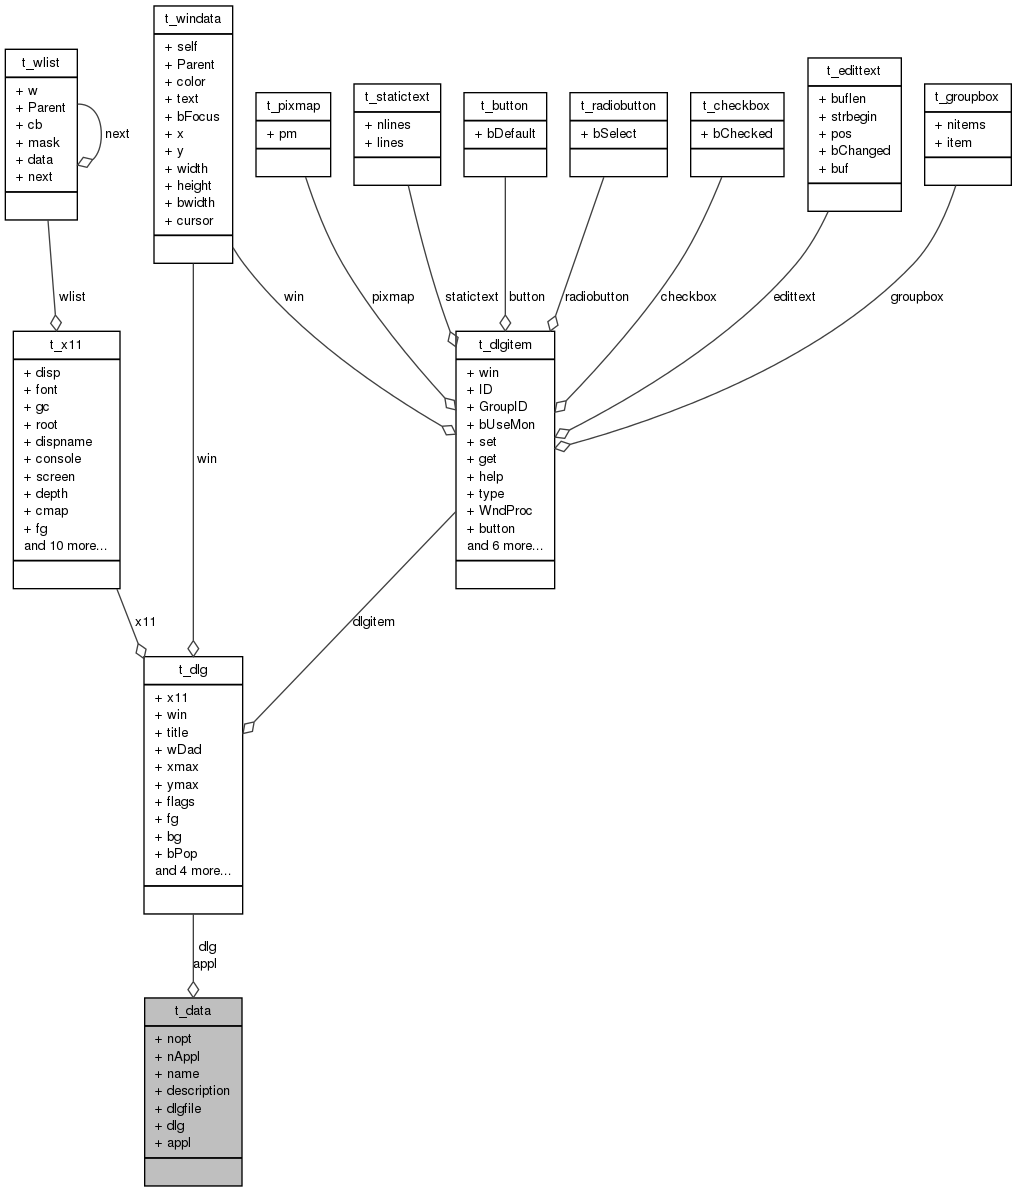 t_wlist
+ w
+ Parent
+ cb
+ mask
+ data
+ next
next
t_windata
+ self
+ Parent
+ color
+ text
+ bFocus
+ x
+ y
+ width
+ height
+ bwidth
+ cursor
t_pixmap
+ pm
t_statictext
+ nlines
+ lines
t_button
+ bDefault
t_radiobutton
+ bSelect
t_checkbox
+ bChecked
t_edittext
+ buflen
+ strbegin
+ pos
+ bChanged
+ buf
t_groupbox
+ nitems
+ item
wlist
win
pixmap
statictext
button
radiobutton
checkbox
edittext
groupbox
t_x11
+ disp
+ font
+ gc
+ root
+ dispname
+ console
+ screen
+ depth
+ cmap
+ fg
and 10 more...
win
t_dlgitem
+ win
+ ID
+ GroupID
+ bUseMon
+ set
+ get
+ help
+ type
+ WndProc
+ button
and 6 more...
x11
dlgitem
t_dlg
+ x11
+ win
+ title
+ wDad
+ xmax
+ ymax
+ flags
+ fg
+ bg
+ bPop
and 4 more...
dlg
appl
t_data
+ nopt
+ nAppl
+ name
+ description
+ dlgfile
+ dlg
+ appl